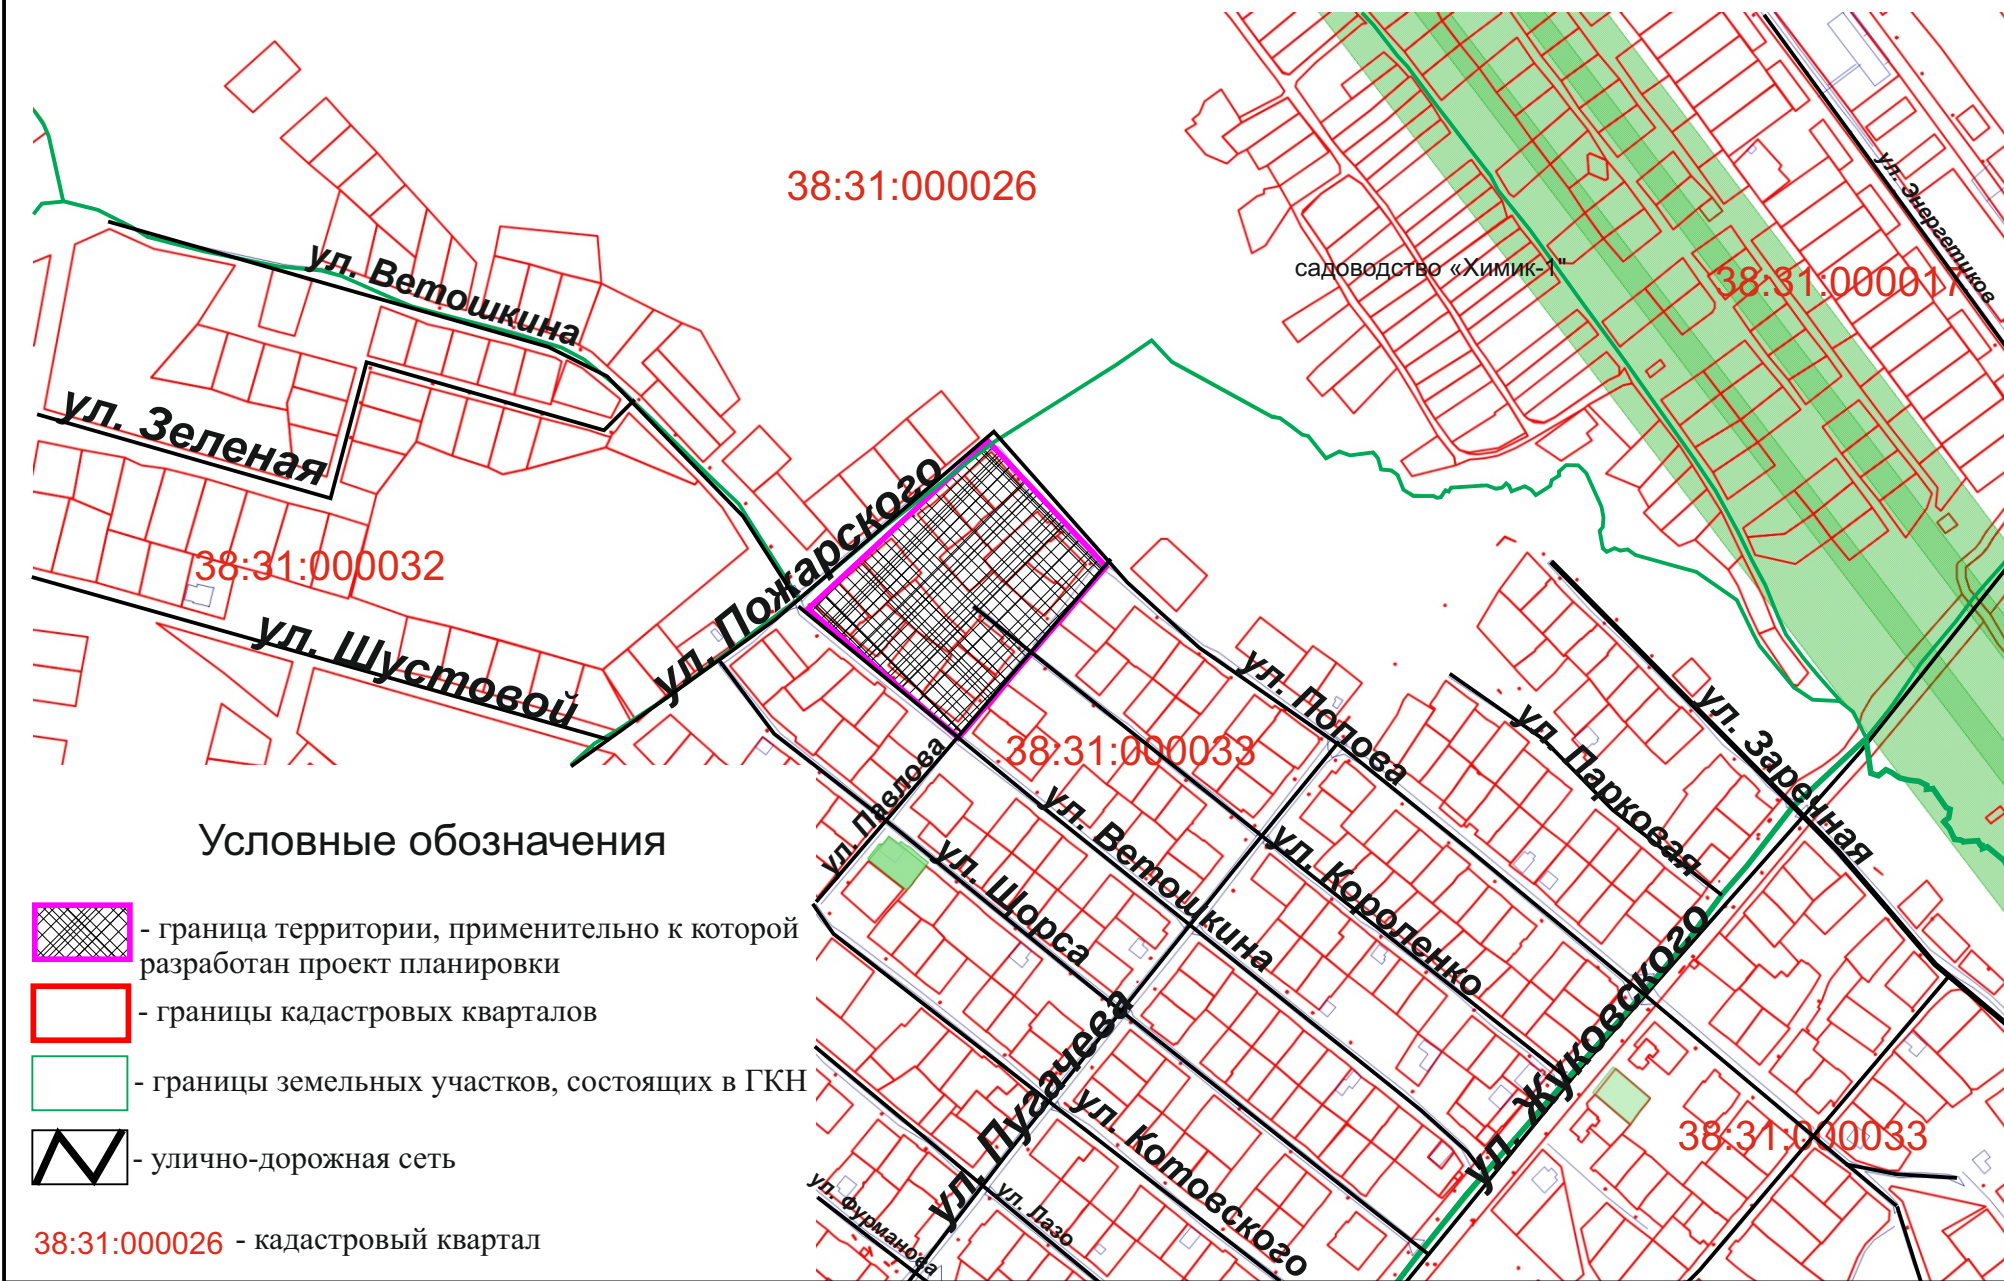 38:31:000026
ул. Энергетиков
садоводство «Химик-1"
38:31:000017
ул. Ветошкина
ул. Зеленая
ул. Пожарского
38:31:000032
ул. Шустовой
ул. Попова
ул. Парковая
ул. Заречная
38:31:000033
ул. Павлова
ул. Ветошкина
ул. Короленко
ул. Щорса
ул. Жуковского
ул. Пугачева
ул. Котовского
38:31:000033
ул. Лазо
ул. Фурманова
Условные обозначения
- граница территории, применительно к которой
разработан проект планировки
- границы кадастровых кварталов
- границы земельных участков, состоящих в ГКН
- улично-дорожная сеть
38:31:000026 - кадастровый квартал